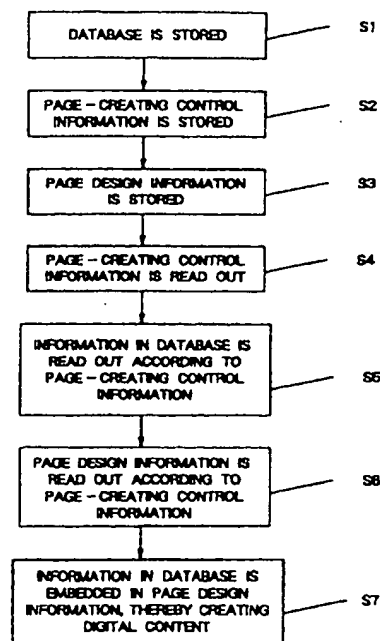 DATABASE IS STORED
S1
PAGE-CREATING CONTROL
INFORMATION IS STORED
S2
PAGE DESIGN INFORMATION
IS STORED
S3
PAGE-CREATING CONTROL
INFORMATION IS READ OUT
S4
INFORMATION IN DATABASE IS
READ OUT ACCORDING TO
PAGE-CREATING CONTROL
INFORMATION
S5
PAGE DESIGN INFORMATION IS
READ OUT ACCORDING TO
PAGE-CREATING CONTROL
INFORMATION
S6
INFORMATION IN DATABASE IS
EMBEDDED IN PAGE DESIGN
INFORMATION, THEREBY CREATING
DIGITAL CONTENT
S7